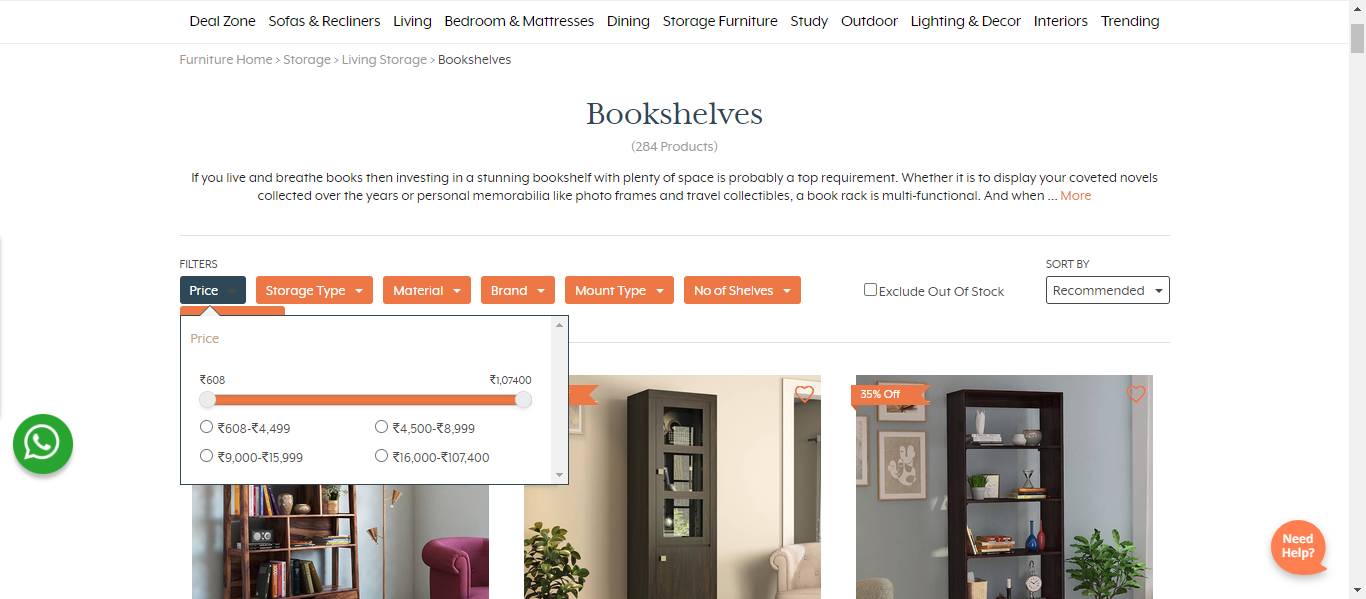 Deal Zone Sofas & Recliners Living Bedroom & Mattresses Dining Storage Furniture Study Outdoor Lighting & Decor Interiors Trending
Furniture Home > Storage > Living Storage > Bookshelves
Bookshelves
(284 Products)
If you live and breathe books then investing in a stunning bookshelf with plenty of space is probably a top requirement. Whether it is to display your coveted novels
collected over the years or personal memorabilia like photo frames and travel collectibles, a book rack is multi-functional. And when ... More
FILTERS
SORT BY
Price Storage Type Material Brand Mount Type No of Shelves Exclude Out Of Stock Recommended
Price
₹608 ₹1,07400
₹608-₹4,499 ₹4,500-₹8,999
₹9,000-₹15,999 ₹16,000-₹107,400
35% Off
Need
Help?